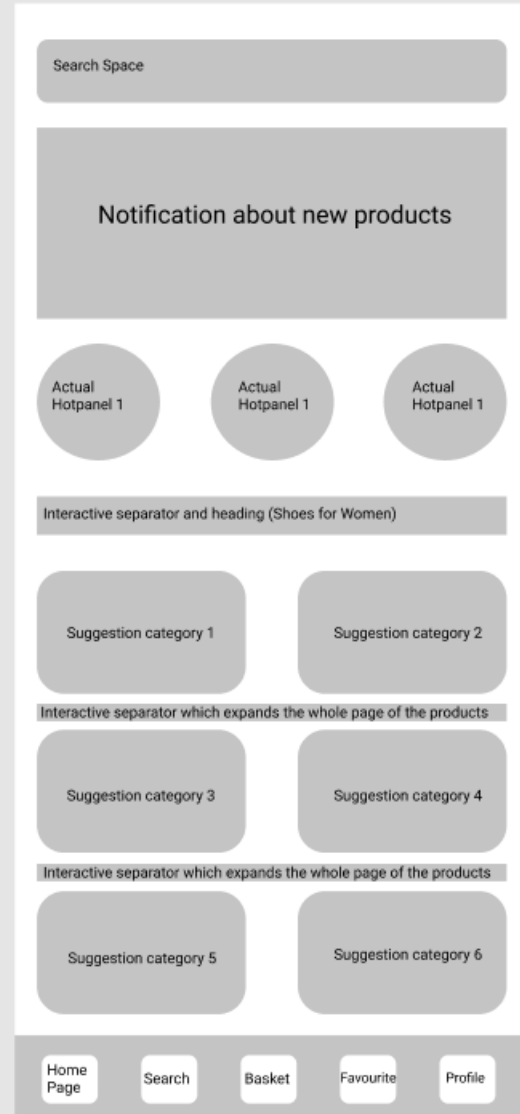 Search Space
Notification about new products
Actual
Hotpanel 1
Actual
Hotpanel 1
Actual
Hotpanel 1
Interactive separator and heading (Shoes for Women)
Suggestion category 1
Suggestion category 2
Interactive separator which expands the whole page of the products
Suggestion category 3
Suggestion category 4
Interactive separator which expands the whole page of the products
Suggestion category 5
Suggestion category 6
Home
Page
Search
Basket
Favourite
Profile